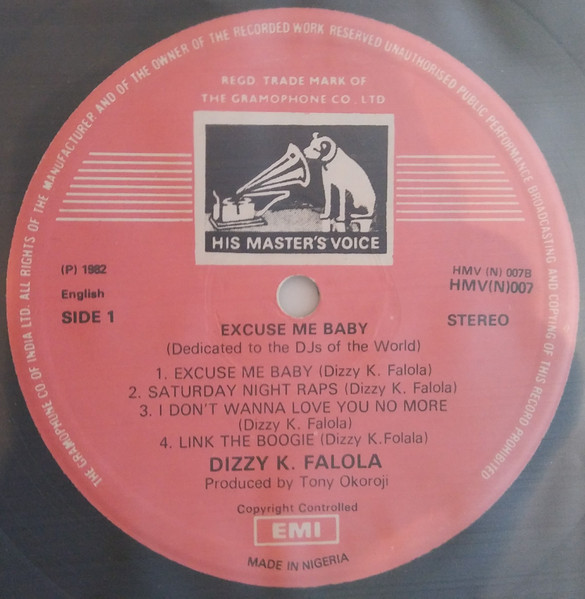 THE GRAMOPHONE CO OF INDIA LTD. ALL RIGHTS OF THE MANUFACTURER AND OF THE OWNER OF THE RECORDED WORK RESERVED UNAUTHORISED PUBLIC PERFORMANCE BROADCASTING AND COPYING OF THIS RECORD PROHIBITED
REGD. TRADE MARK OF
THE GRAMOPHONE CO. LTD
HIS MASTER'S VOICE
(P) 1982
English
SIDE 1
HMV (N) 007B
HMV(N)007
STEREO
EXCUSE ME BABY
(Dedicated to the DJs of the World)
1. EXCUSE ME BABY (Dizzy K. Falola)
2. SATURDAY NIGHT RAPS (Dizzy K. Falola)
3. I DON'T WANNA LOVE YOU NO MORE
(Dizzy K. Falola)
4. LINK THE BOOGIE (Dizzy K.Folala)
DIZZY K. FALOLA
Produced by Tony Okoroji
Copyright Controlled
EMI
MADE IN NIGERIA